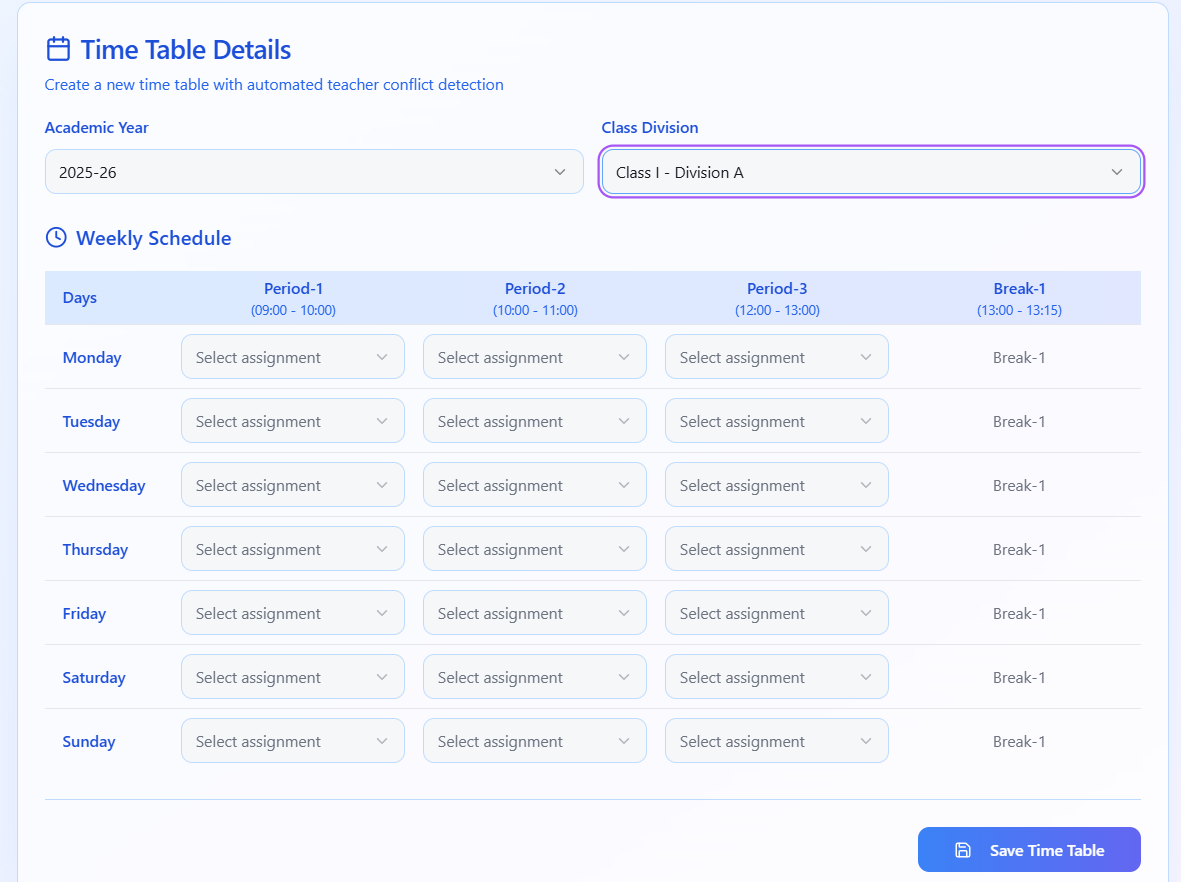 Time Table Details
Create a new time table with automated teacher conflict detection
Academic Year Class Division
2025-26 Class I - Division A
Weekly Schedule
Days Period-1 Period-2 Period-3 Break-1
(09:00 - 10:00) (10:00 - 11:00) (12:00 - 13:00) (13:00 - 13:15)
Monday Select assignment Select assignment Select assignment Break-1
Tuesday Select assignment Select assignment Select assignment Break-1
Wednesday Select assignment Select assignment Select assignment Break-1
Thursday Select assignment Select assignment Select assignment Break-1
Friday Select assignment Select assignment Select assignment Break-1
Saturday Select assignment Select assignment Select assignment Break-1
Sunday Select assignment Select assignment Select assignment Break-1
Save Time Table